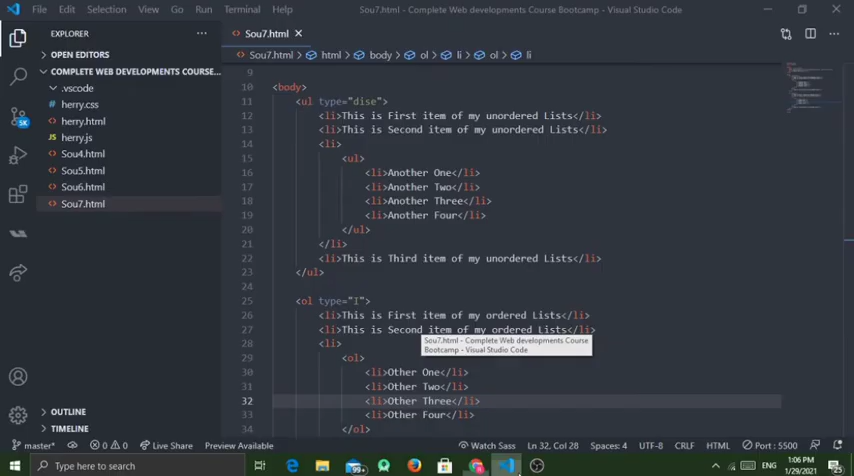 File Edit Selection View Go Run Terminal Help Sou7.html - Complete Web developments Course Bootcamp - Visual Studio Code
EXPLORER
OPEN EDITORS
COMPLETE WEB DEVELOPMENTS COURSE...
.vscode
herry.css
herry.html
JS herry.js
Sou4.html
Sou5.html
Sou6.html
Sou7.html
OUTLINE
TIMELINE
5K
Sou7.html
Sou7.html > html > body > ol > li > ol > li
9
10 <body>
11 <ul type="dise">
12 <li>This is First item of my unordered Lists</li>
13 <li>This is Second item of my unordered Lists</li>
14 <li>
15 <ul>
16 <li>Another One</li>
17 <li>Another Two</li>
18 <li>Another Three</li>
19 <li>Another Four</li>
20 </ul>
21 </li>
22 <li>This is Third item of my unordered Lists</li>
23 </ul>
24
25 <ol type="I">
26 <li>This is First item of my ordered Lists</li>
27 <li>This is Second item of my ordered Lists</li>
28 <li>
29 <ol>
30 <li>Other One</li>
31 <li>Other Two</li>
32 <li>Other Three</li>
33 <li>Other Four</li>
34 </ol>
Sou7.html - Complete Web developments Course
Bootcamp - Visual Studio Code
master* 0 0 Live Share Preview Available Watch Sass Ln 32, Col 28 Spaces: 4 UTF-8 CRLF HTML Port : 5500
Type here to search
99+
ENG
1:06 PM
1/29/2021